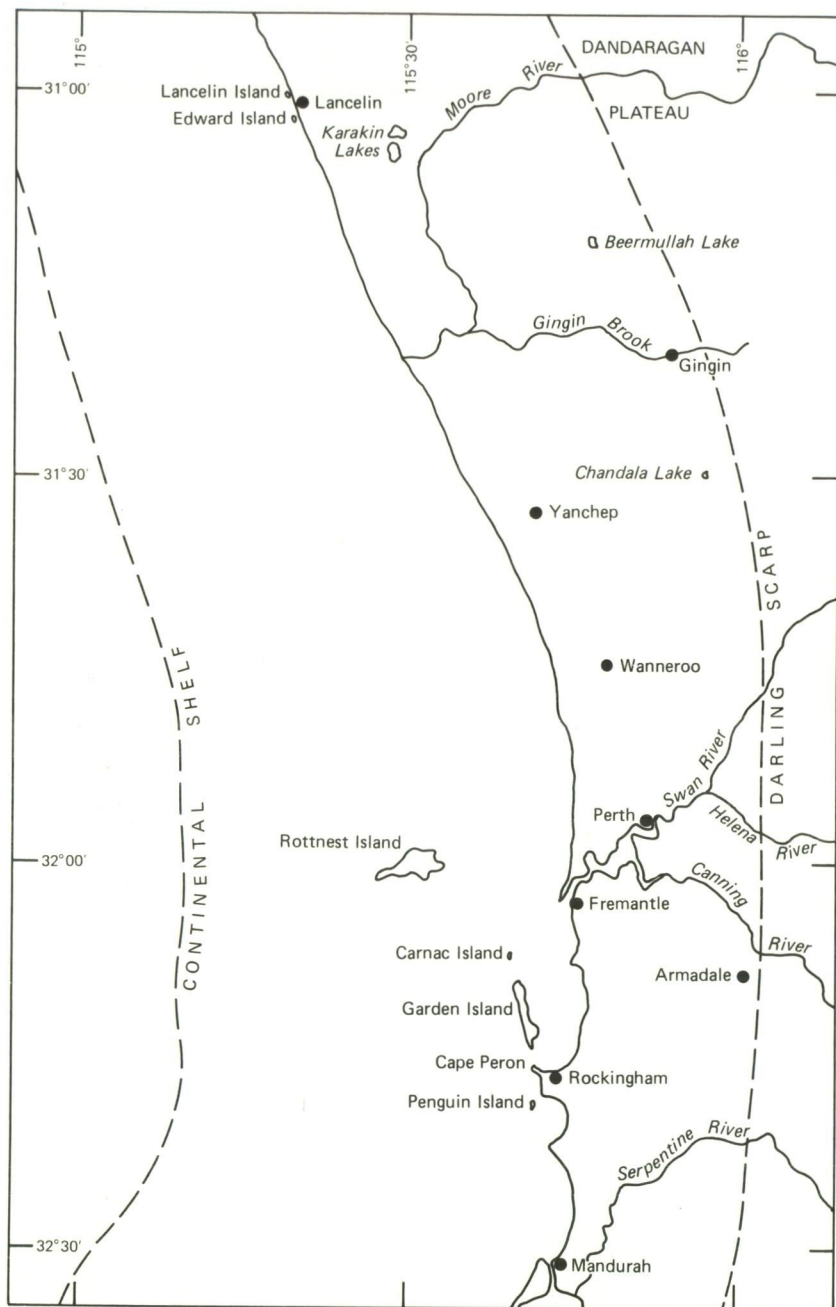 115°
115°30'
116°
DANDARAGAN
PLATEAU
31°00'
Lancelin Island
Lancelin
Edward Island
Karakin
Lakes
Moore River
Beermullah Lake
Gingin Brook
Gingin
31°30'
Chandala Lake
Yanchep
DARLING SCARP
Wanneroo
CONTINENTAL SHELF
Swan River
Perth
Helena River
32°00'
Rottnest Island
Canning River
Fremantle
Carnac Island
Armadale
Garden Island
Cape Peron
Rockingham
Penguin Island
Serpentine River
32°30'
Mandurah